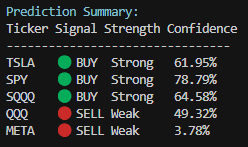 Prediction Summary:
Ticker Signal Strength Confidence
--------------------------------
TSLA 🟢 BUY Strong 61.95%
SPY 🟢 BUY Strong 78.79%
SQQQ 🟢 BUY Strong 64.58%
QQQ 🔴 SELL Weak 49.32%
META 🔴 SELL Weak 3.78%